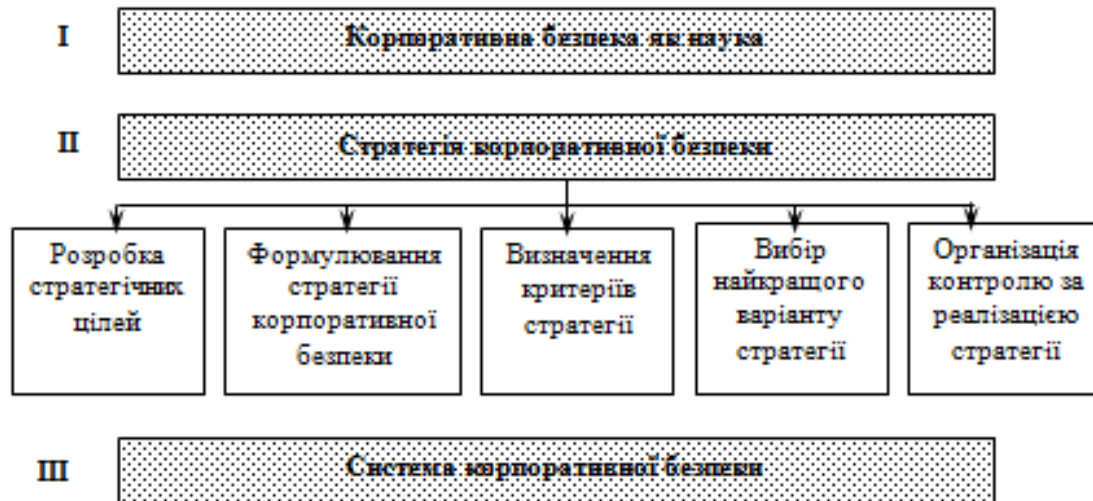 I
Корпоративна безпека як наука
II
Стратегія корпоративної безпеки
Розробка
стратегічних
цілей
Формулювання
стратегії
корпоративної
безпеки
Визначення
критеріїв
стратегії
Вибір
найкращого
варіанту
стратегії
Організація
контролю за
реалізацією
стратегії
III
Система корпоративної безпеки